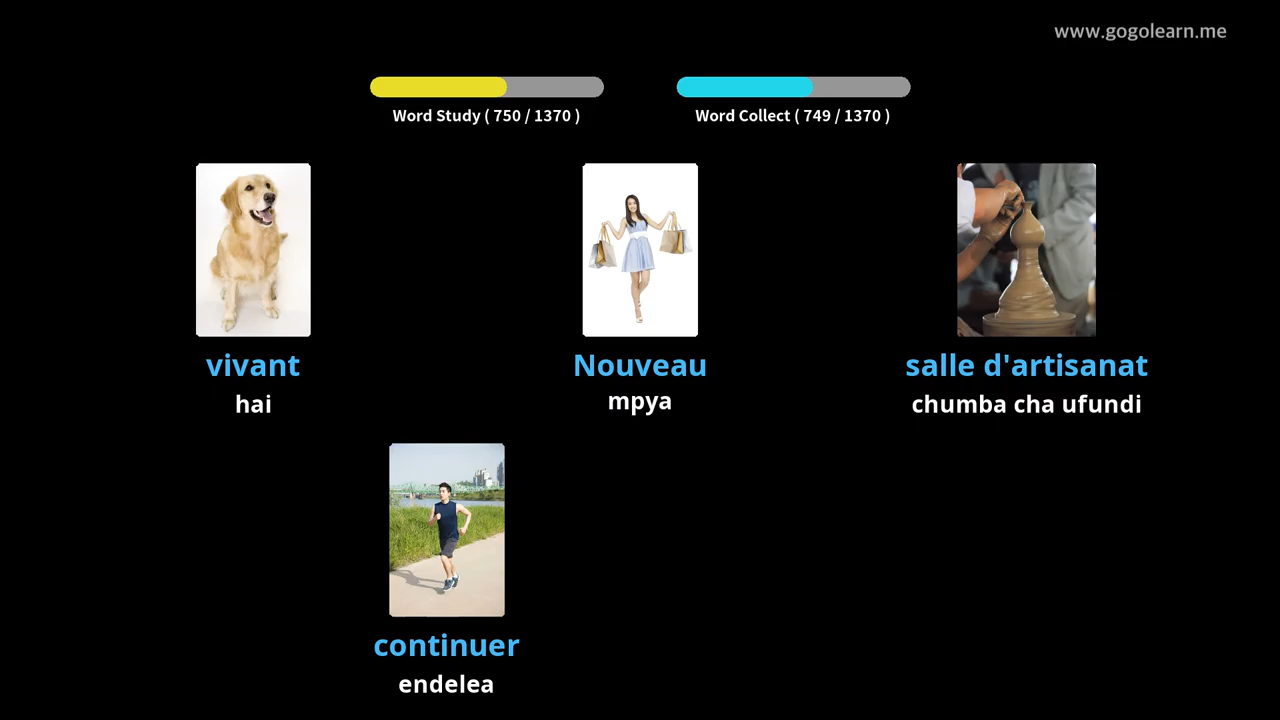 www.gogolearn.me
Word Study ( 750 / 1370 )
Word Collect ( 749 / 1370 )
vivant
hai
Nouveau
mpya
salle d'artisanat
chumba cha ufundi
continuer
endelea